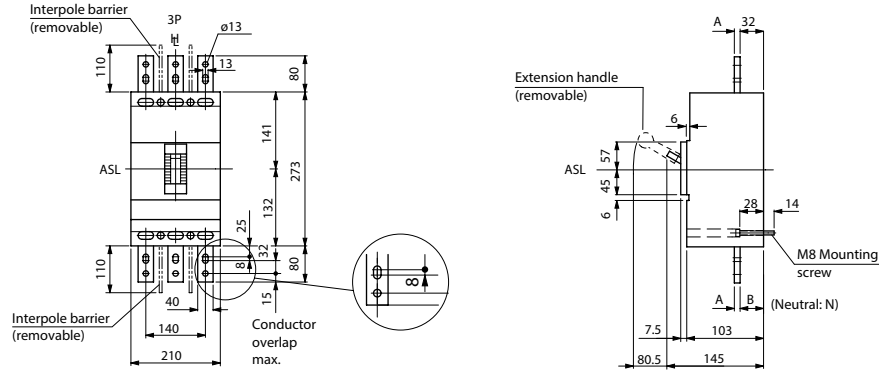 Interpole barrier
(removable)
3P
H
L
ø13
13
110
80
141
273
ASL
132
25
32
8
80
110
15
40
Interpole barrier
(removable)
140
210
Conductor
overlap
max.
8
A 32
Extension handle
(removable)
6
57
ASL
45
6
28 14
M8 Mounting
screw
A B (Neutral: N)
7.5 103
80.5 145